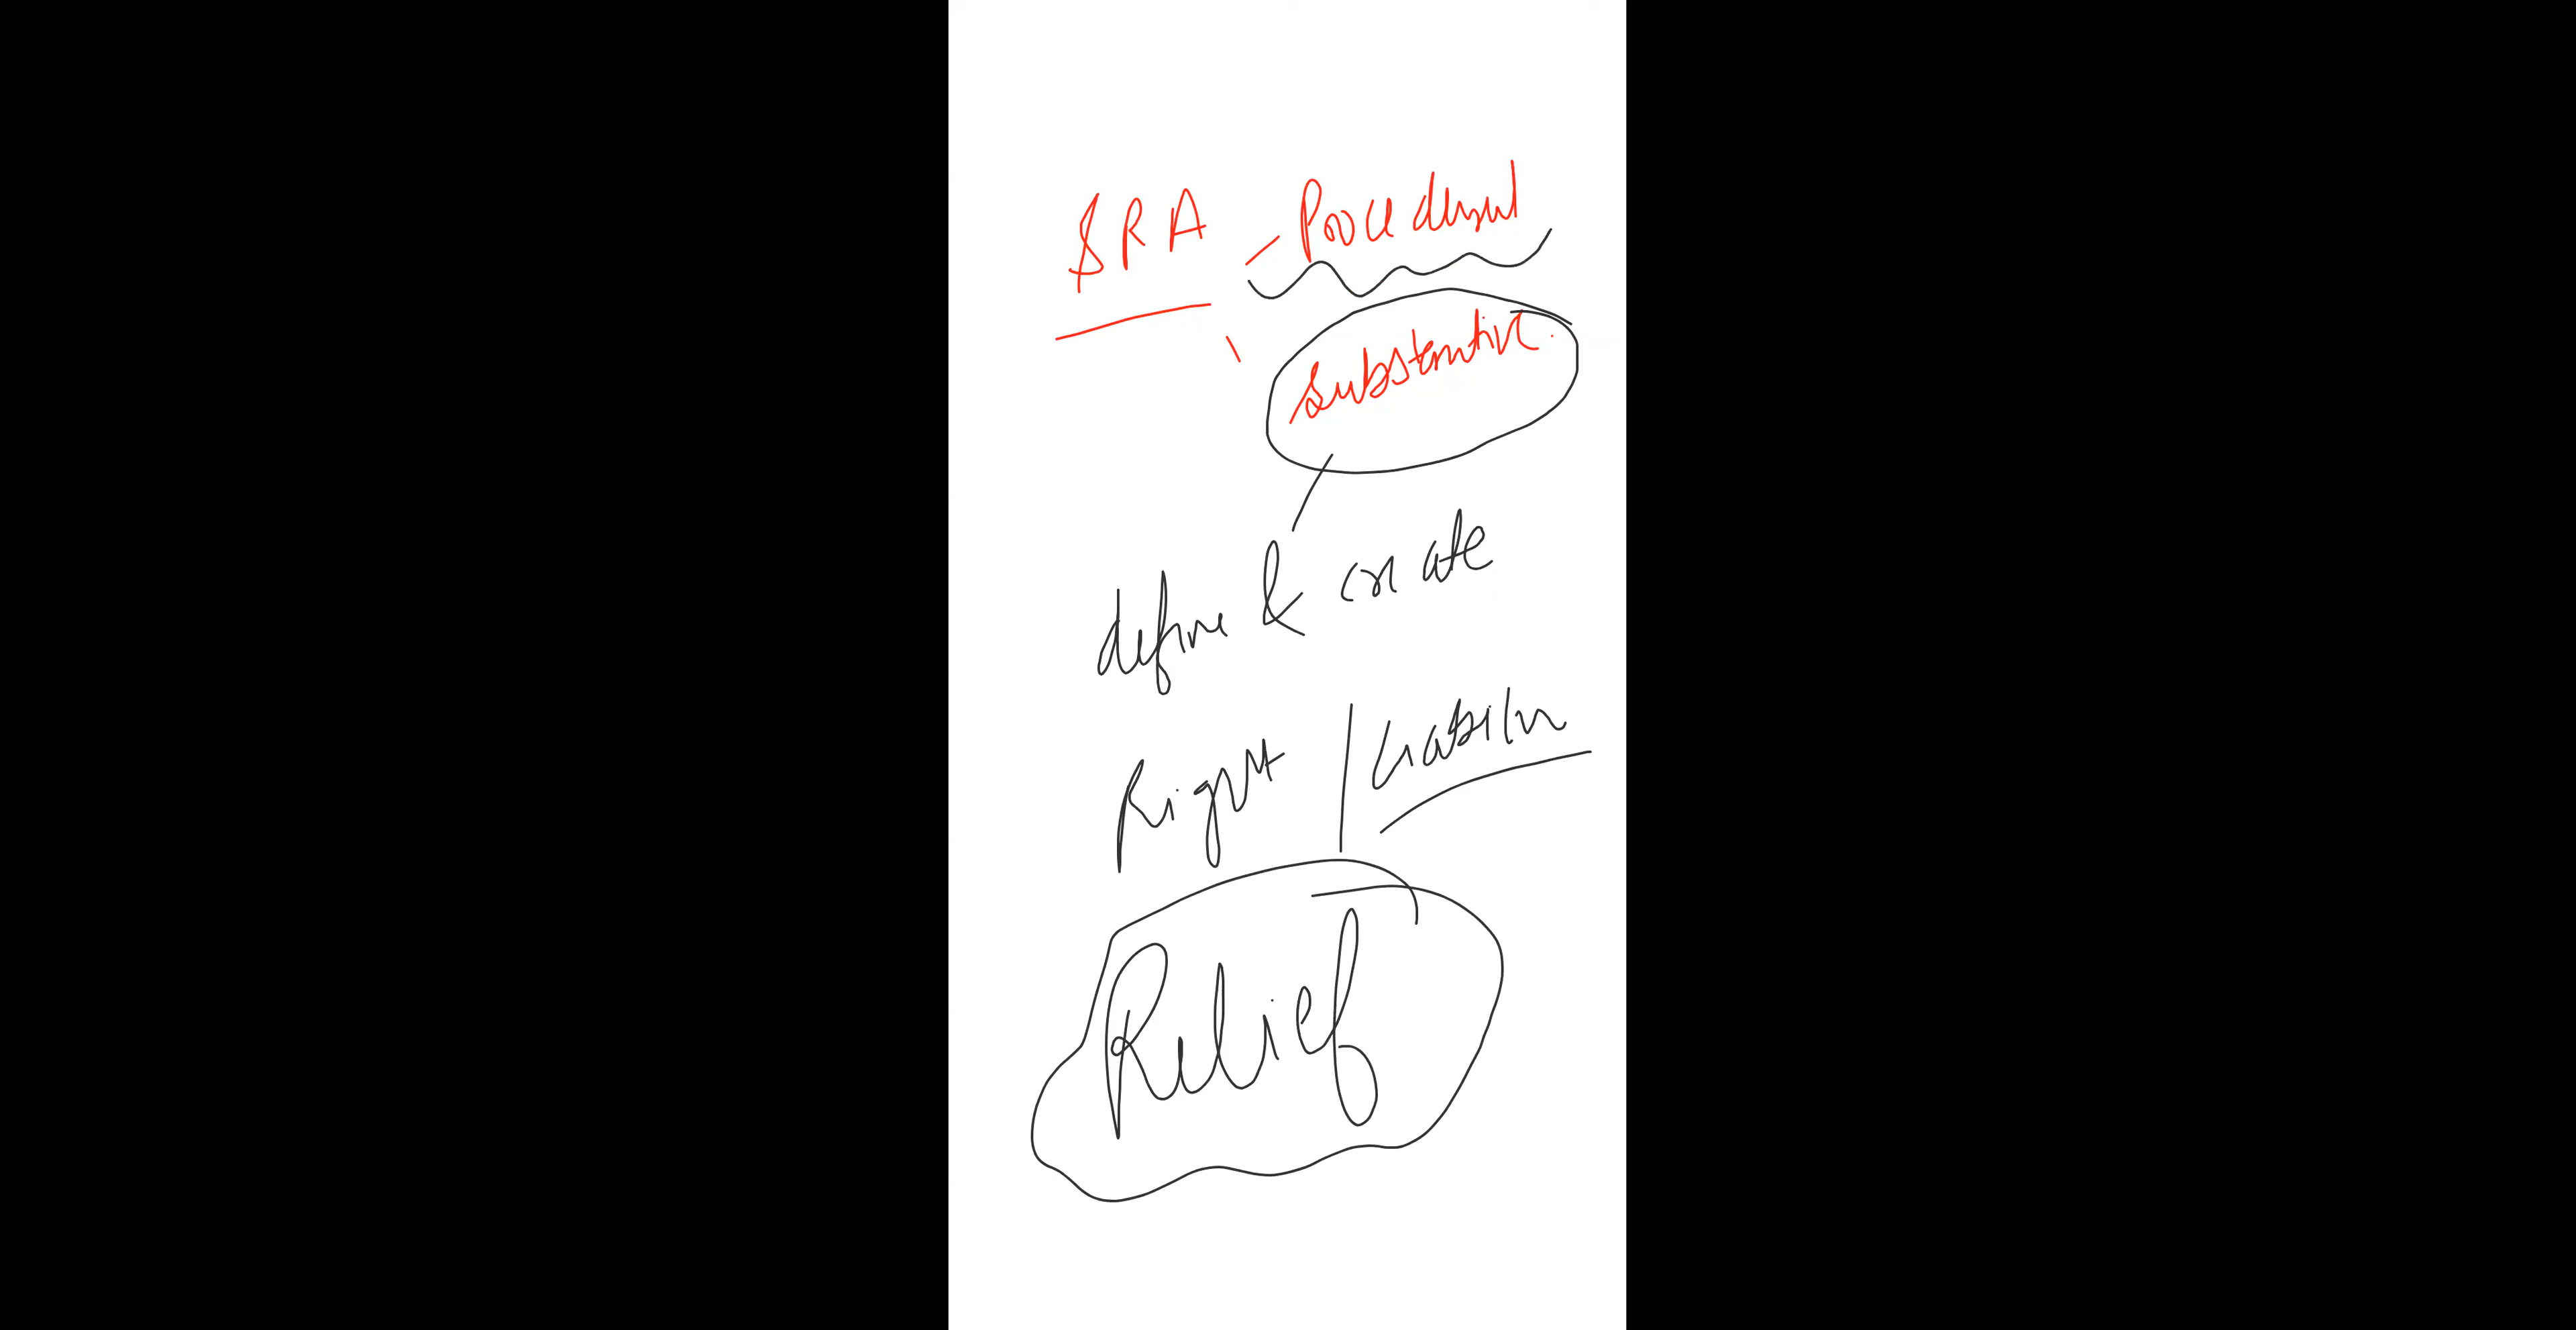 SRA - Procedural
Substantive.
define & create
Right / Liability
Relief